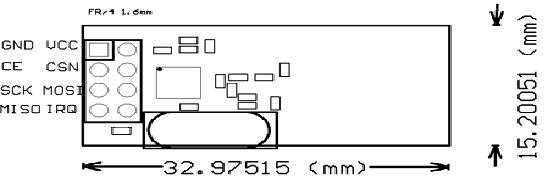 FR/4 1.6mm
GND VCC
CE CSN
SCK MOSI
MISO IRQ
32.97515 (mm)
15.20051 (mm)